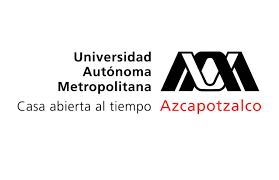 Universidad
Autónoma
Metropolitana
Casa abierta al tiempo Azcapotzalco